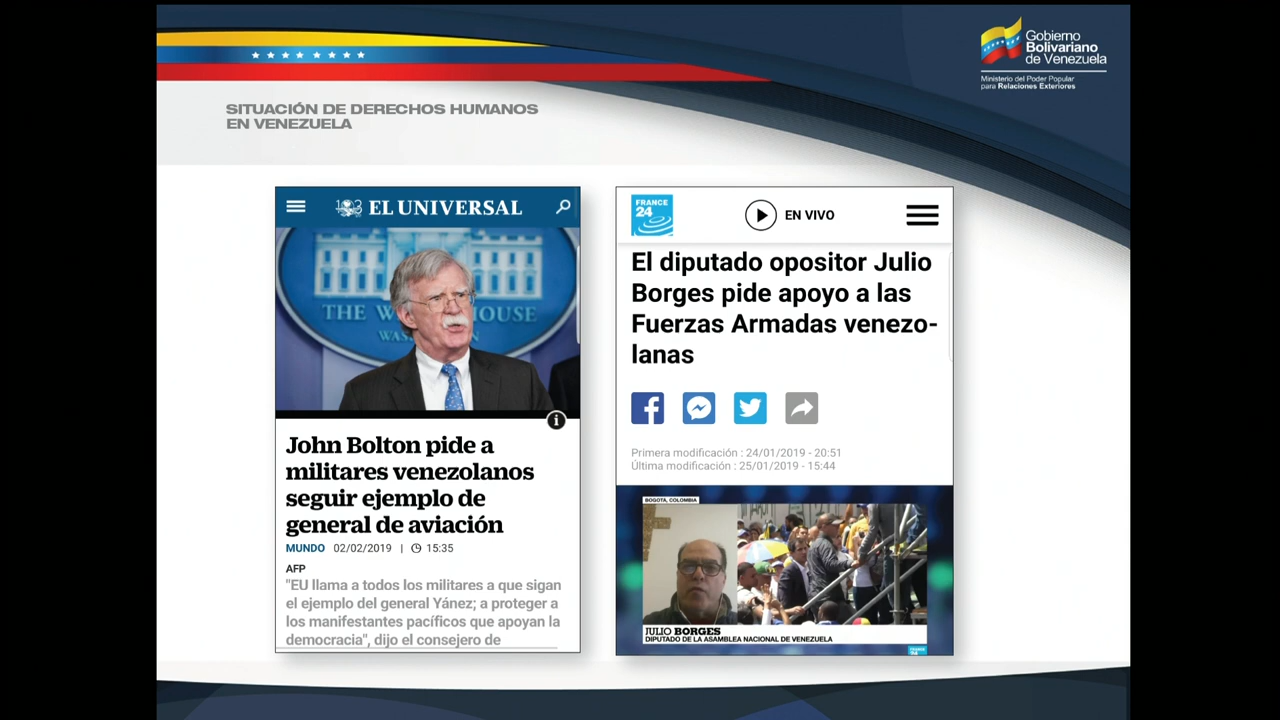 Gobierno
Bolivariano
de Venezuela
Ministerio del Poder Popular
para Relaciones Exteriores
SITUACIÓN DE DERECHOS HUMANOS
EN VENEZUELA
EL UNIVERSAL
THE WHITE HOUSE
John Bolton pide a
militares venezolanos
seguir ejemplo de
general de aviación
MUNDO 02/02/2019 | 15:35
AFP
"EU llama a todos los militares a que sigan
el ejemplo del general Yánez; a proteger a
los manifestantes pacíficos que apoyan la
democracia", dijo el consejero de
FRANCE
24
EN VIVO
El diputado opositor Julio
Borges pide apoyo a las
Fuerzas Armadas venezo-
lanas
Primera modificación : 24/01/2019 - 20:51
Última modificación : 25/01/2019 - 15:44
BOGOTA, COLOMBIA
JULIO BORGES
DIPUTADO DE LA ASAMBLEA NACIONAL DE VENEZUELA